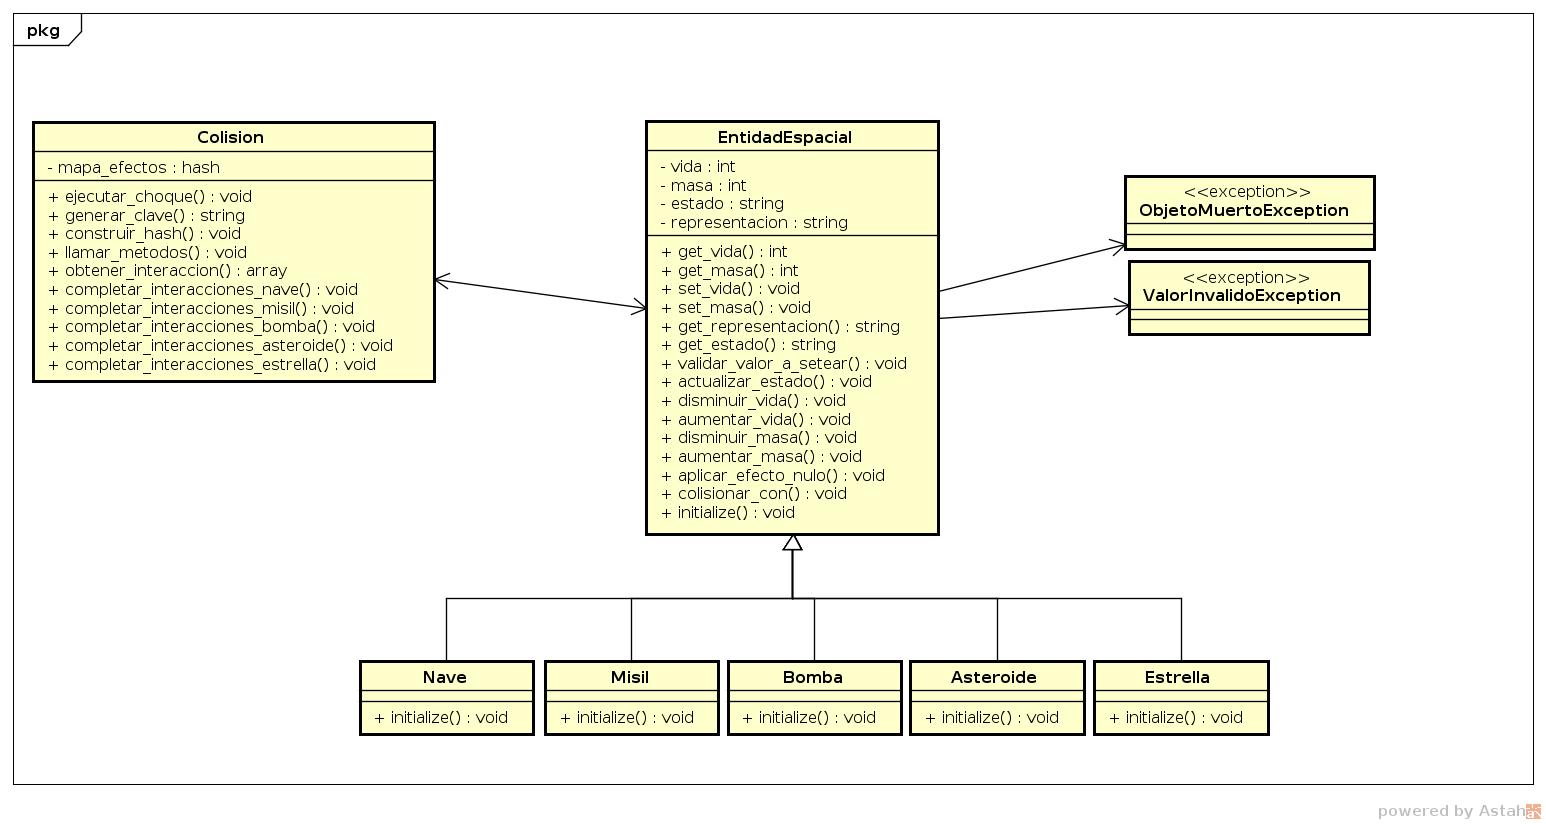 pkg
Colision
- mapa_efectos : hash
+ ejecutar_choque() : void
+ generar_clave() : string
+ construir_hash() : void
+ llamar_metodos() : void
+ obtener_interaccion() : array
+ completar_interacciones_nave() : void
+ completar_interacciones_misil() : void
+ completar_interacciones_bomba() : void
+ completar_interacciones_asteroide() : void
+ completar_interacciones_estrella() : void
EntidadEspacial
- vida : int
- masa : int
- estado : string
- representacion : string
+ get_vida() : int
+ get_masa() : int
+ set_vida() : void
+ set_masa() : void
+ get_representacion() : string
+ get_estado() : string
+ validar_valor_a_setear() : void
+ actualizar_estado() : void
+ disminuir_vida() : void
+ aumentar_vida() : void
+ disminuir_masa() : void
+ aumentar_masa() : void
+ aplicar_efecto_nulo() : void
+ colisionar_con() : void
+ initialize() : void
<<exception>>
ObjetoMuertoException
<<exception>>
ValorInvalidoException
Nave
+ initialize() : void
Misil
+ initialize() : void
Bomba
+ initialize() : void
Asteroide
+ initialize() : void
Estrella
+ initialize() : void
powered by Astah